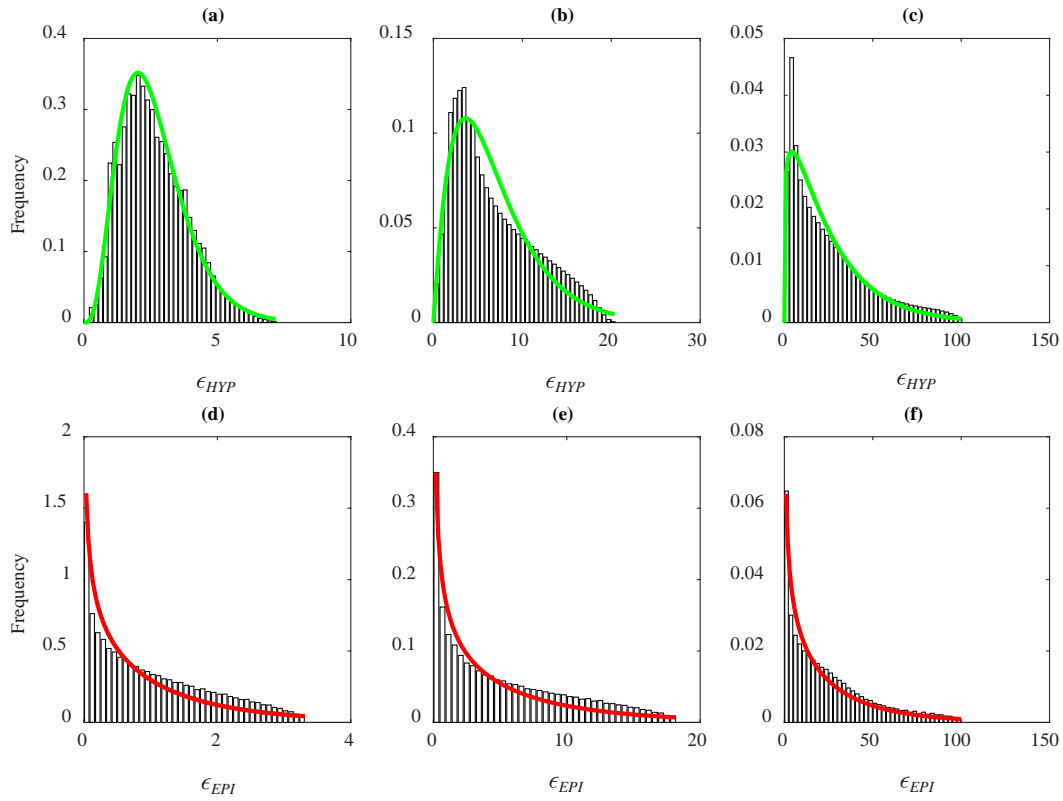 (a) (b) (c)
0.4 0.15 0.05
0.04
0.3
0.1
0.03
0.2
0.02
0.05
0.1
0.01
0 0 0
0 5 10 0 10 20 30 0 50 100 150
Frequency
ϵHYP ϵHYP ϵHYP
(d) (e) (f)
2 0.4 0.08
1.5 0.3 0.06
1 0.2 0.04
0.5 0.1 0.02
0 0 0
0 2 4 0 10 20 0 50 100 150
Frequency
ϵEPI ϵEPI ϵEPI